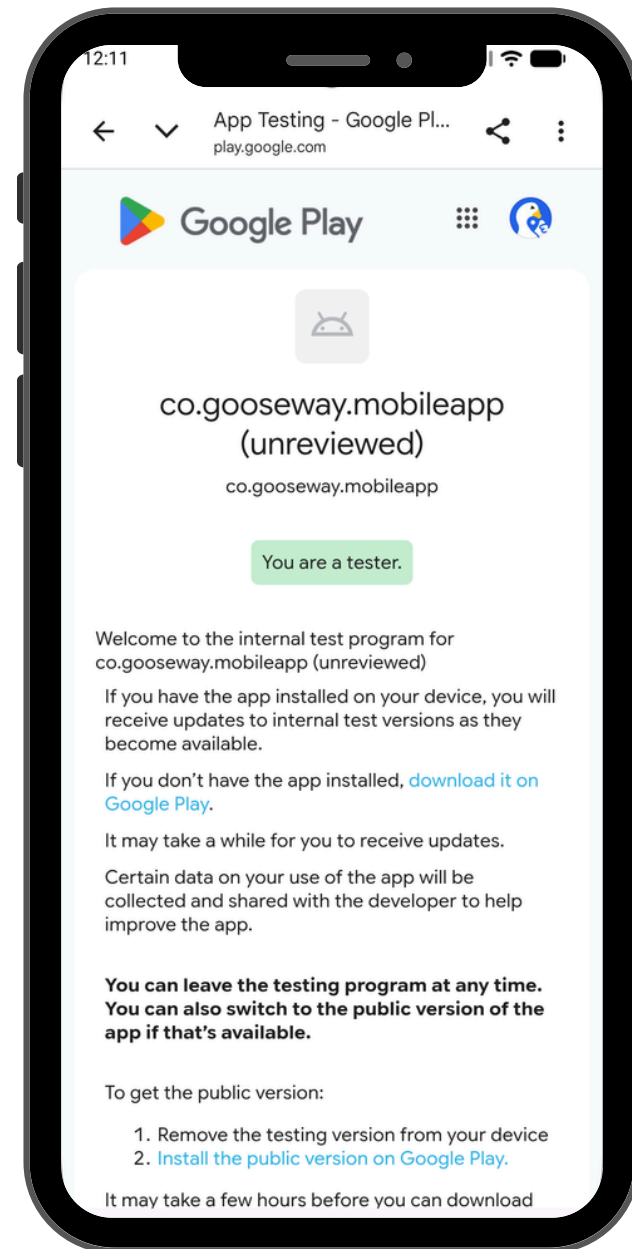 12:11
App Testing - Google Pl...
play.google.com
Google Play
co.gooseway.mobileapp
(unreviewed)
co.gooseway.mobileapp
You are a tester.
Welcome to the internal test program for
co.gooseway.mobileapp (unreviewed)
If you have the app installed on your device, you will
receive updates to internal test versions as they
become available.
If you don't have the app installed, download it on
Google Play.
It may take a while for you to receive updates.
Certain data on your use of the app will be
collected and shared with the developer to help
improve the app.
You can leave the testing program at any time.
You can also switch to the public version of the
app if that's available.
To get the public version:
1. Remove the testing version from your device
2. Install the public version on Google Play.
It may take a few hours before you can download